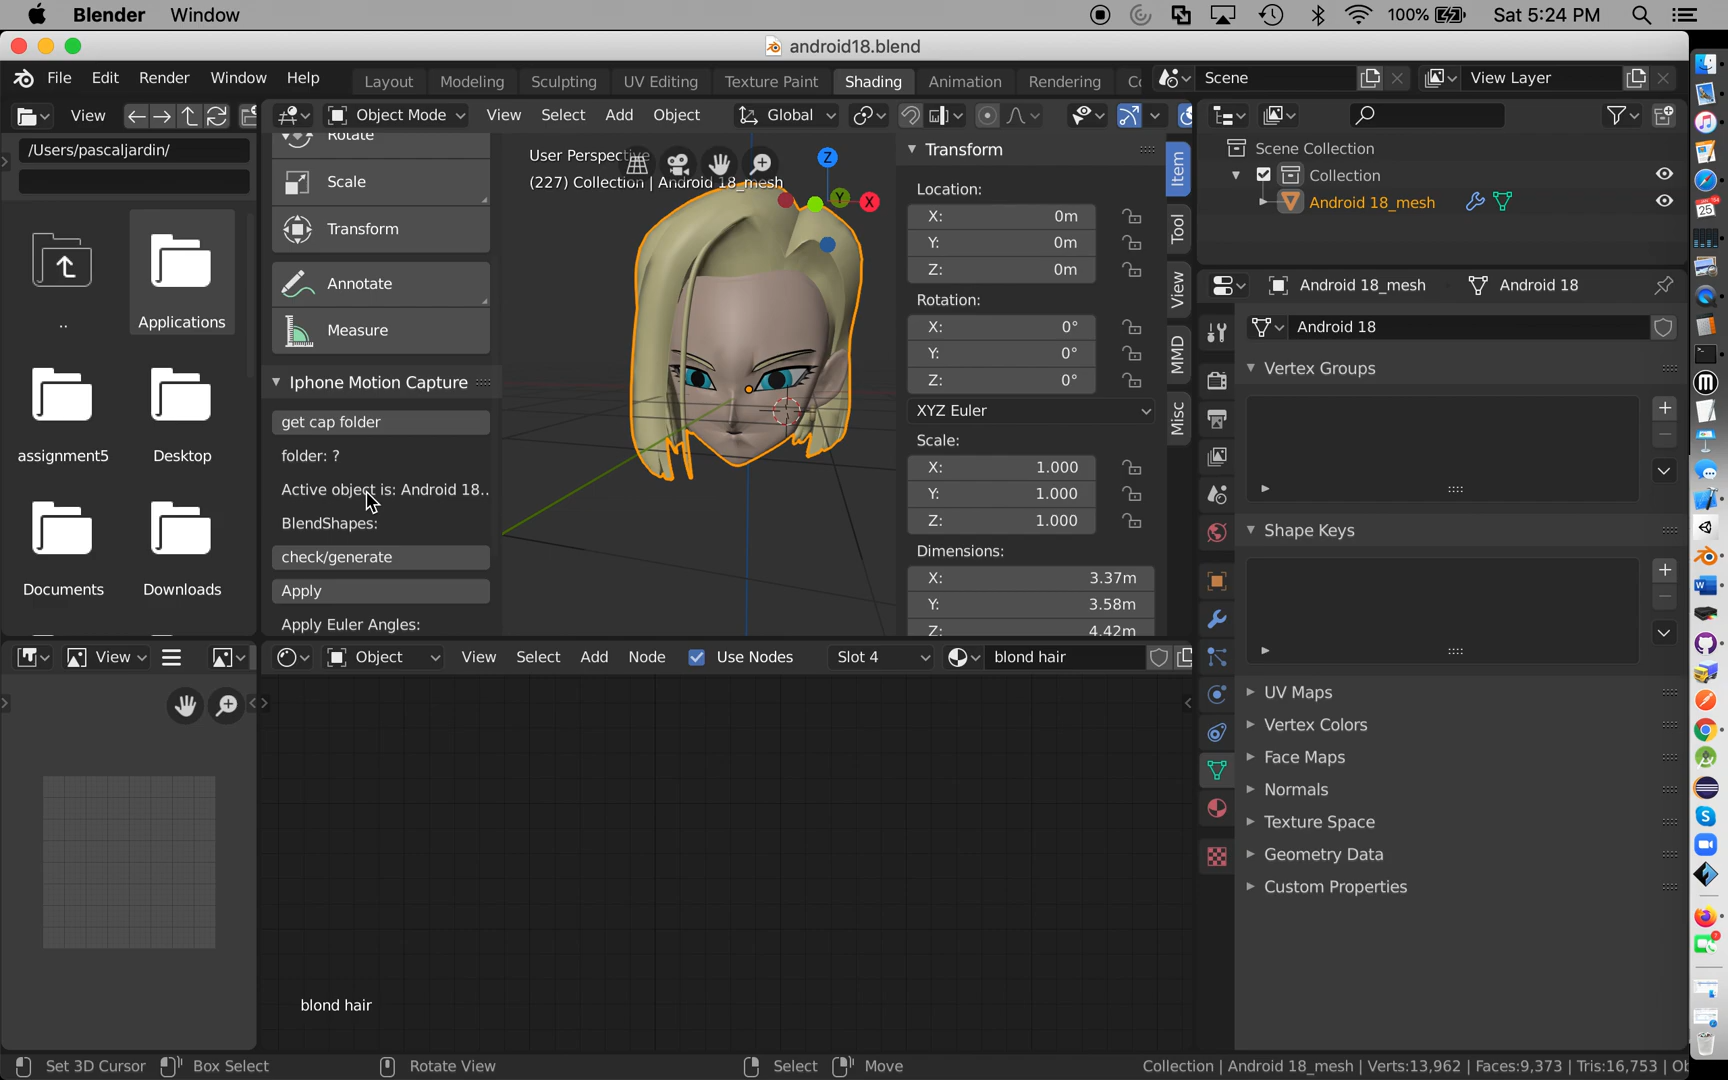 Blender Window 100% Sat 5:24 PM
android18.blend
File Edit Render Window Help Layout Modeling Sculpting UV Editing Texture Paint Shading Animation Rendering Scene View Layer
View Object Mode View Select Add Object Global
/Users/pascaljardin/
..
Applications
assignment5
Desktop
Documents
Downloads
Rotate
Scale
Transform
Annotate
Measure
Iphone Motion Capture
get cap folder
folder: ?
Active object is: Android 18..
BlendShapes:
check/generate
Apply
Apply Euler Angles:
User Perspective
(227) Collection | Android 18_mesh
Z
Y
X
Transform
Location:
X: 0m
Y: 0m
Z: 0m
Rotation:
X: 0°
Y: 0°
Z: 0°
XYZ Euler
Scale:
X: 1.000
Y: 1.000
Z: 1.000
Dimensions:
X: 3.37m
Y: 3.58m
Z: 4.42m
Item
Tool
View
MMD
Misc
Scene Collection
Collection
Android 18_mesh
Android 18_mesh Android 18
Android 18
Vertex Groups
Shape Keys
UV Maps
Vertex Colors
Face Maps
Normals
Texture Space
Geometry Data
Custom Properties
View Object View Select Add Node Use Nodes Slot 4 blond hair
blond hair
Set 3D Cursor Box Select Rotate View Select Move Collection | Android 18_mesh | Verts:13,962 | Faces:9,373 | Tris:16,753 |